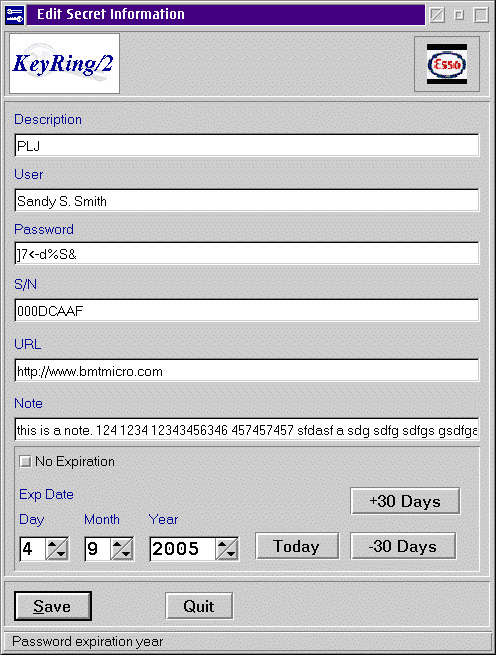 Edit Secret Information
KeyRing/2
Esso
Description
PLJ
User
Sandy S. Smith
Password
]7<-d%S&
S/N
000DCAAF
URL
http://www.bmtmicro.com
Note
this is a note. 124 1234 12343456346 457457457 sfdasf a sdg sdfg sdfgs gsdfga
No Expiration
Exp Date
+30 Days
Day Month Year
4 9 2005 Today -30 Days
Save Quit
Password expiration year